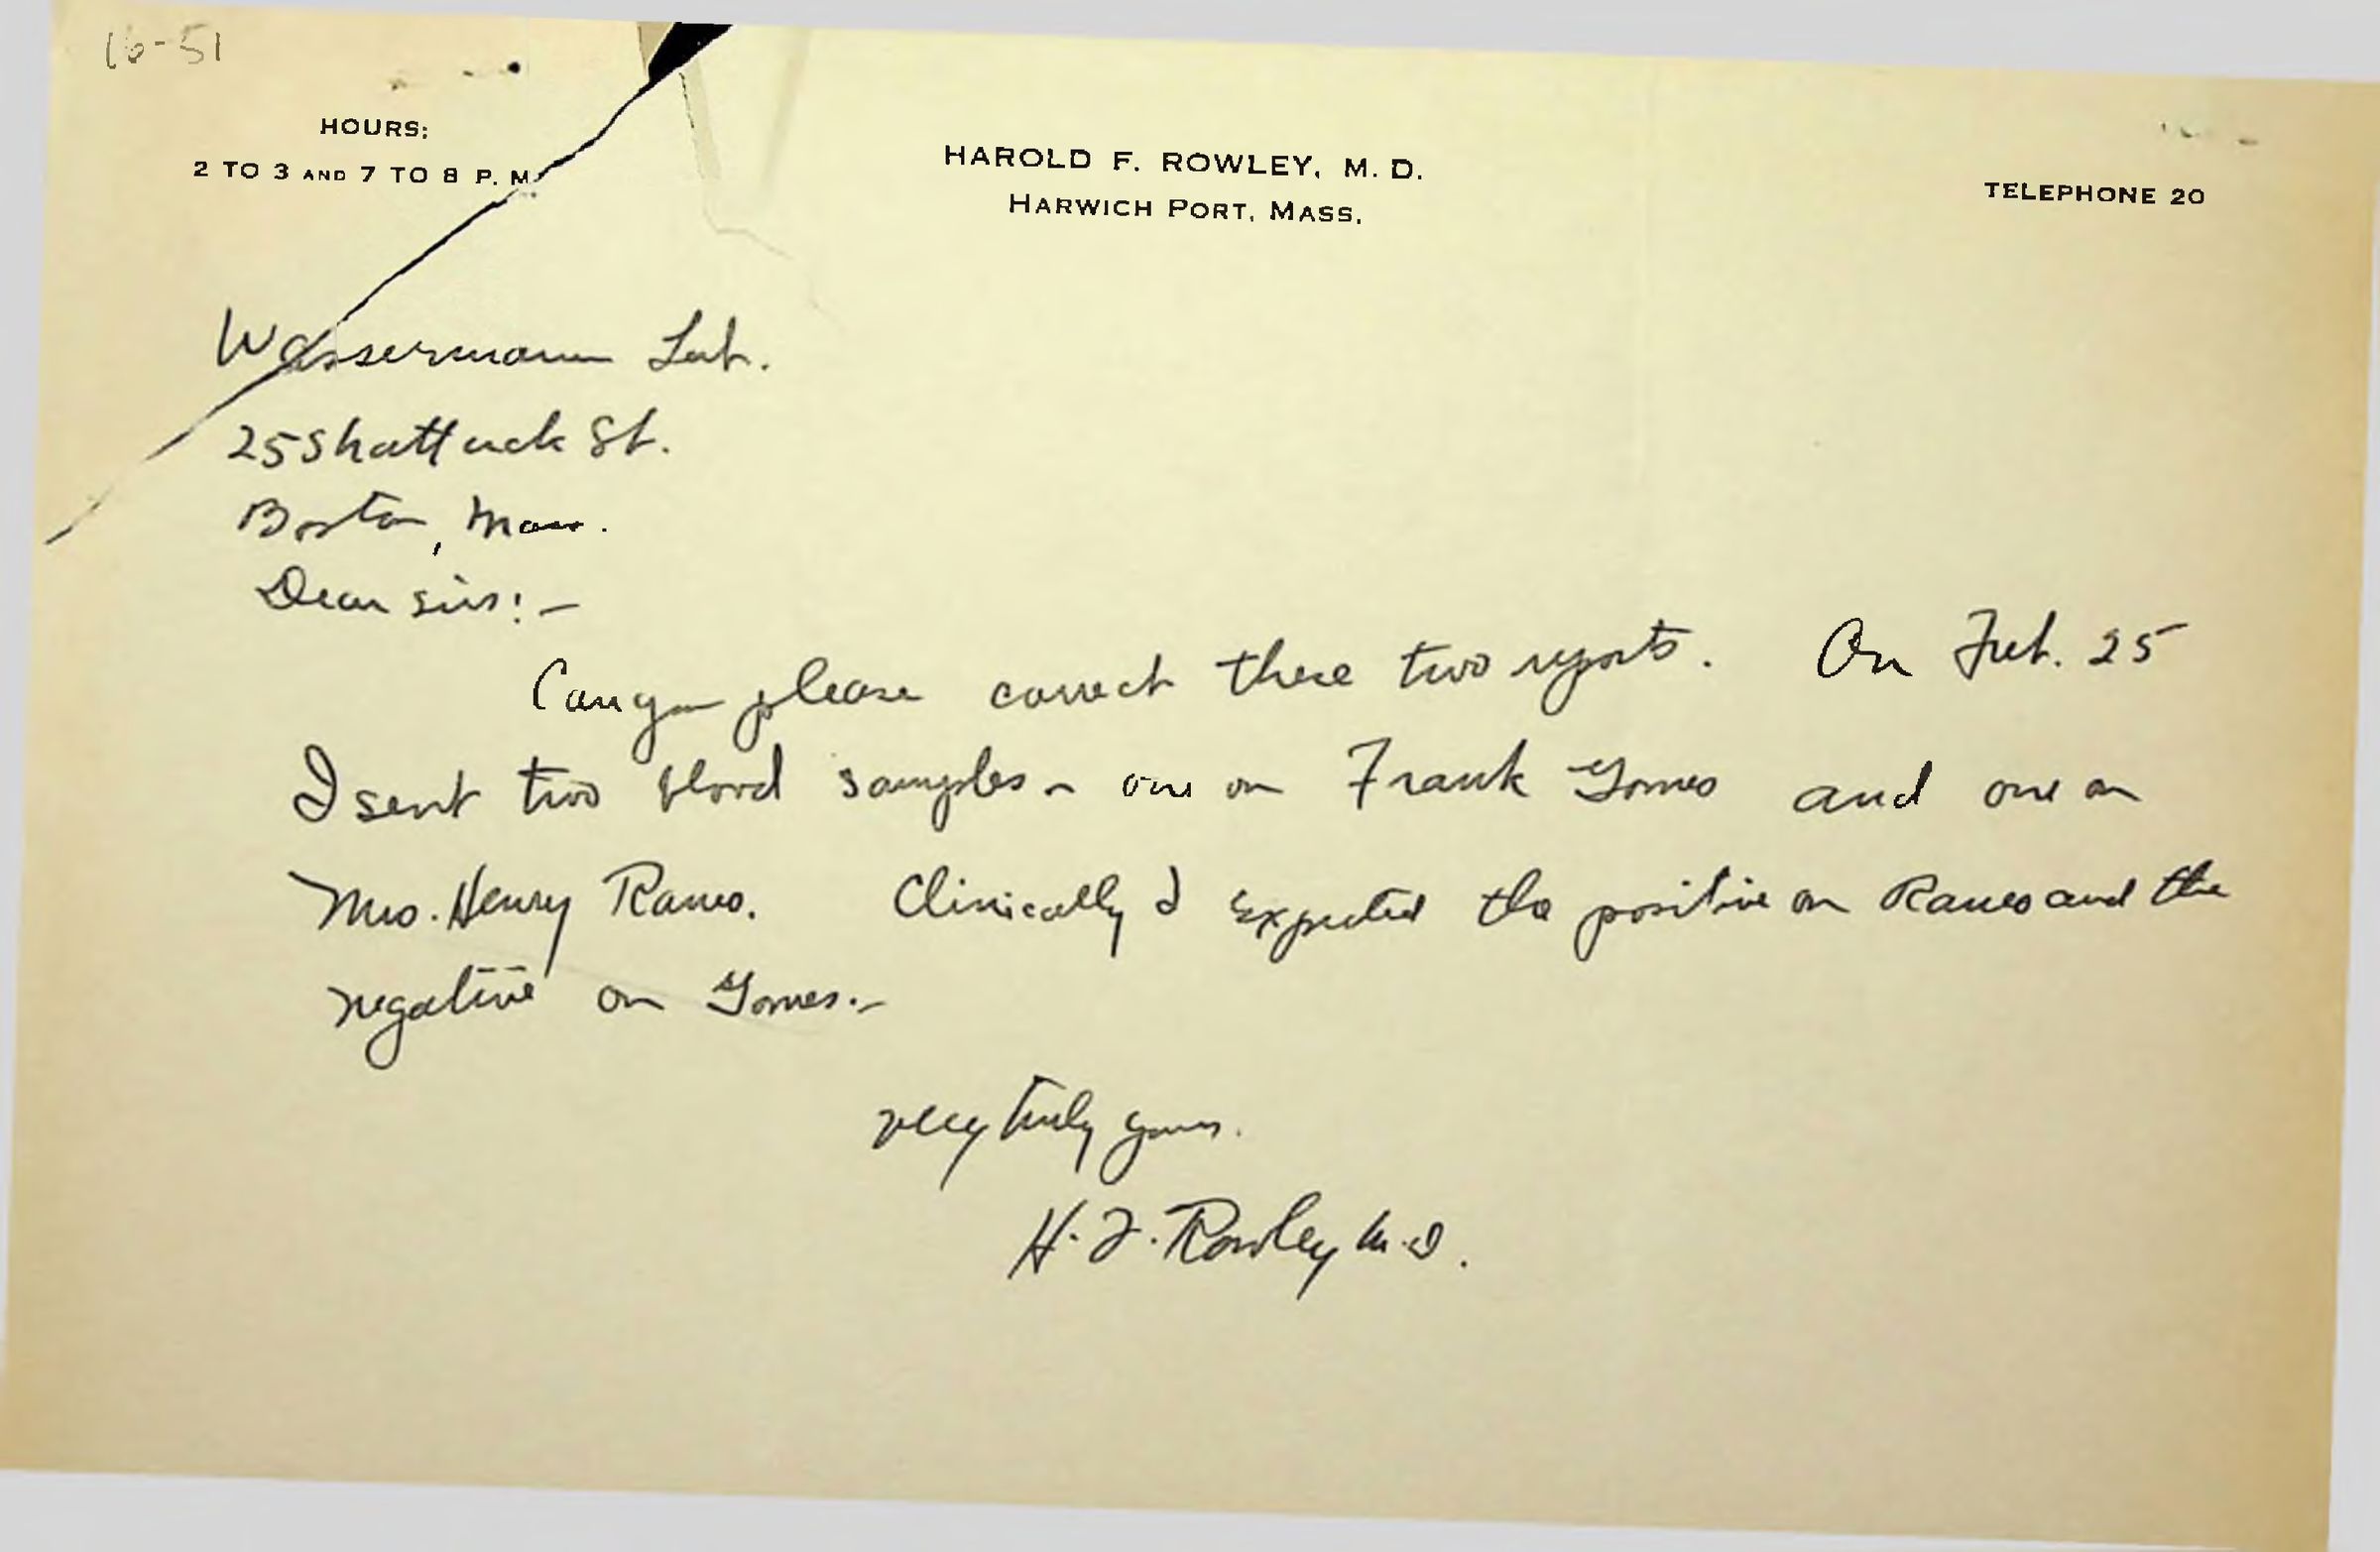 16-51
HOURS:
2 TO 3 AND 7 TO 8 P. M.
HAROLD F. ROWLEY, M. D.
HARWICH PORT, MASS.
TELEPHONE 20
Wassermann Lab.
25 Shattuck St.
Boston, Mass.
Dear sirs:—
Can you please correct these two reports. On Feb. 25
I sent two blood samples - one on Frank Gomes and one on
Mrs. Henry Ramos. Clinically I expected the positive on Ramos and the
negative on Gomes.—
very truly yours.
H. F. Rowley M.D.